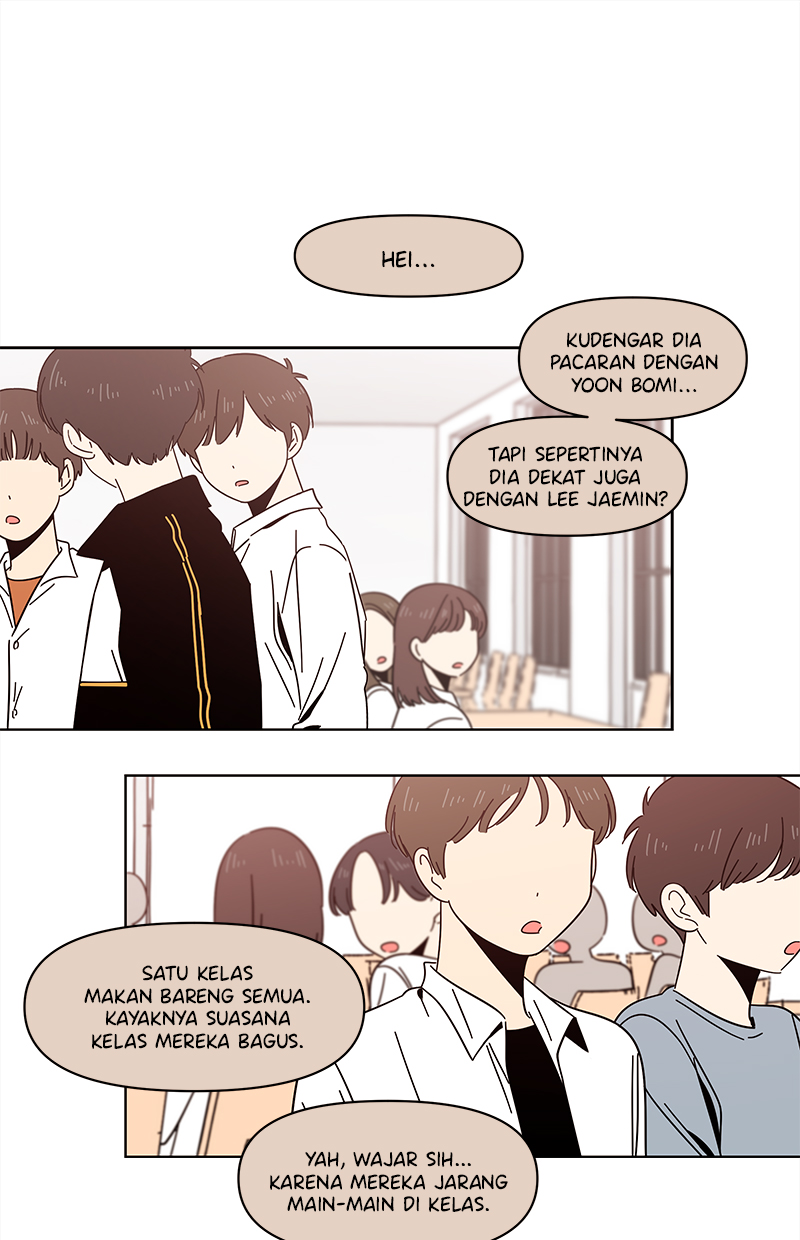 HEI...
KUDENGAR DIA
PACARAN DENGAN
YOON BOMI...
TAPI SEPERTINYA
DIA DEKAT JUGA
DENGAN LEE JAEMIN?
SATU KELAS
MAKAN BARENG SEMUA.
KAYAKNYA SUASANA
KELAS MEREKA BAGUS.
YAH, WAJAR SIH...
KARENA MEREKA JARANG
MAIN-MAIN DI KELAS.